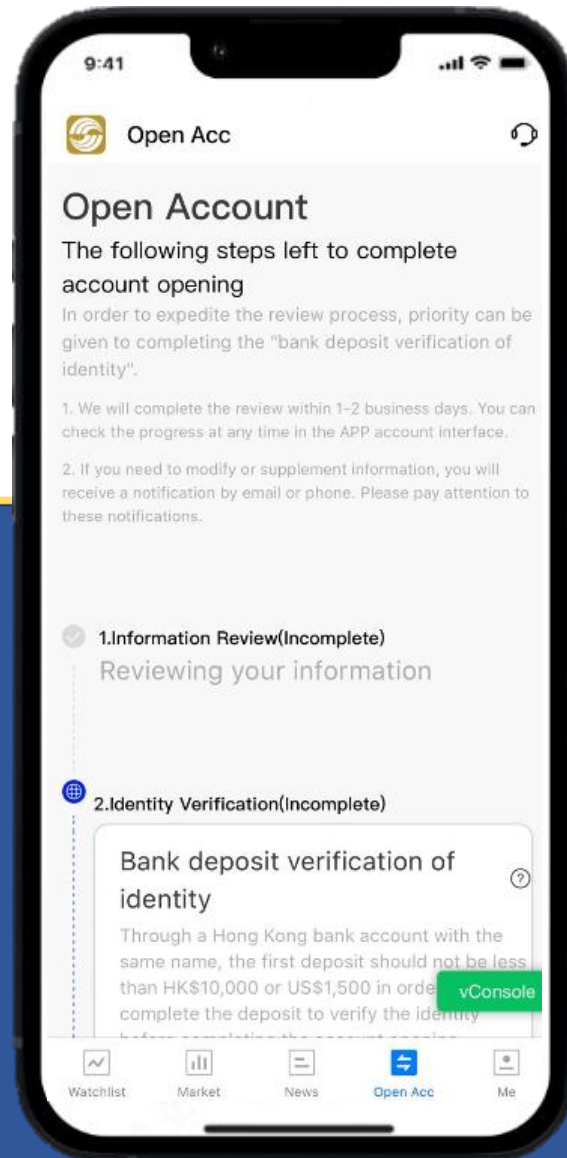 9:41
Open Acc
Open Account
The following steps left to complete
account opening
In order to expedite the review process, priority can be
given to completing the "bank deposit verification of
identity".
1. We will complete the review within 1-2 business days. You can
check the progress at any time in the APP account interface.
2. If you need to modify or supplement information, you will
receive a notification by email or phone. Please pay attention to
these notifications.
1.Information Review(Incomplete)
Reviewing your information
2.Identity Verification(Incomplete)
Bank deposit verification of
identity
Through a Hong Kong bank account with the
same name, the first deposit should not be less
than HK$10,000 or US$1,500 in orde
vConsole
complete the deposit to verify the identity
before completing the account opening
Watchlist
Market
News
Open Acc
Me